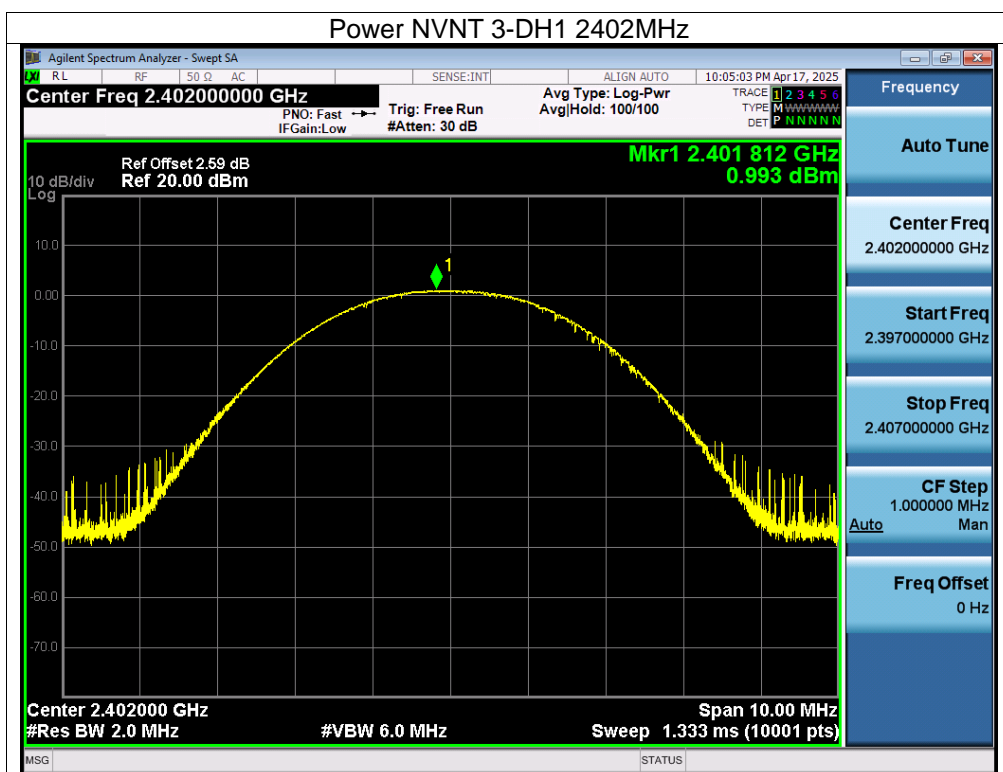 Power NVNT 3-DH1 2402MHz
Agilent Spectrum Analyzer - Swept SA
LXI RL RF 50 Ω AC SENSE:INT ALIGN AUTO 10:05:03 PM Apr 17, 2025
Center Freq 2.402000000 GHz
PNO: Fast
IFGain:Low
Trig: Free Run
#Atten: 30 dB
Avg Type: Log-Pwr
Avg|Hold: 100/100
TRACE 1 2 3 4 5 6
TYPE M WWWWW
DET P N N N N N
Mkr1 2.401 812 GHz
0.993 dBm
Ref Offset 2.59 dB
10 dB/div Ref 20.00 dBm
Log
10.0
1
0.00
-10.0
-20.0
-30.0
-40.0
-50.0
-60.0
-70.0
Center 2.402000 GHz Span 10.00 MHz
#Res BW 2.0 MHz #VBW 6.0 MHz Sweep 1.333 ms (10001 pts)
MSG STATUS
Frequency
Auto Tune
Center Freq
2.402000000 GHz
Start Freq
2.397000000 GHz
Stop Freq
2.407000000 GHz
CF Step
1.000000 MHz
Auto Man
Freq Offset
0 Hz